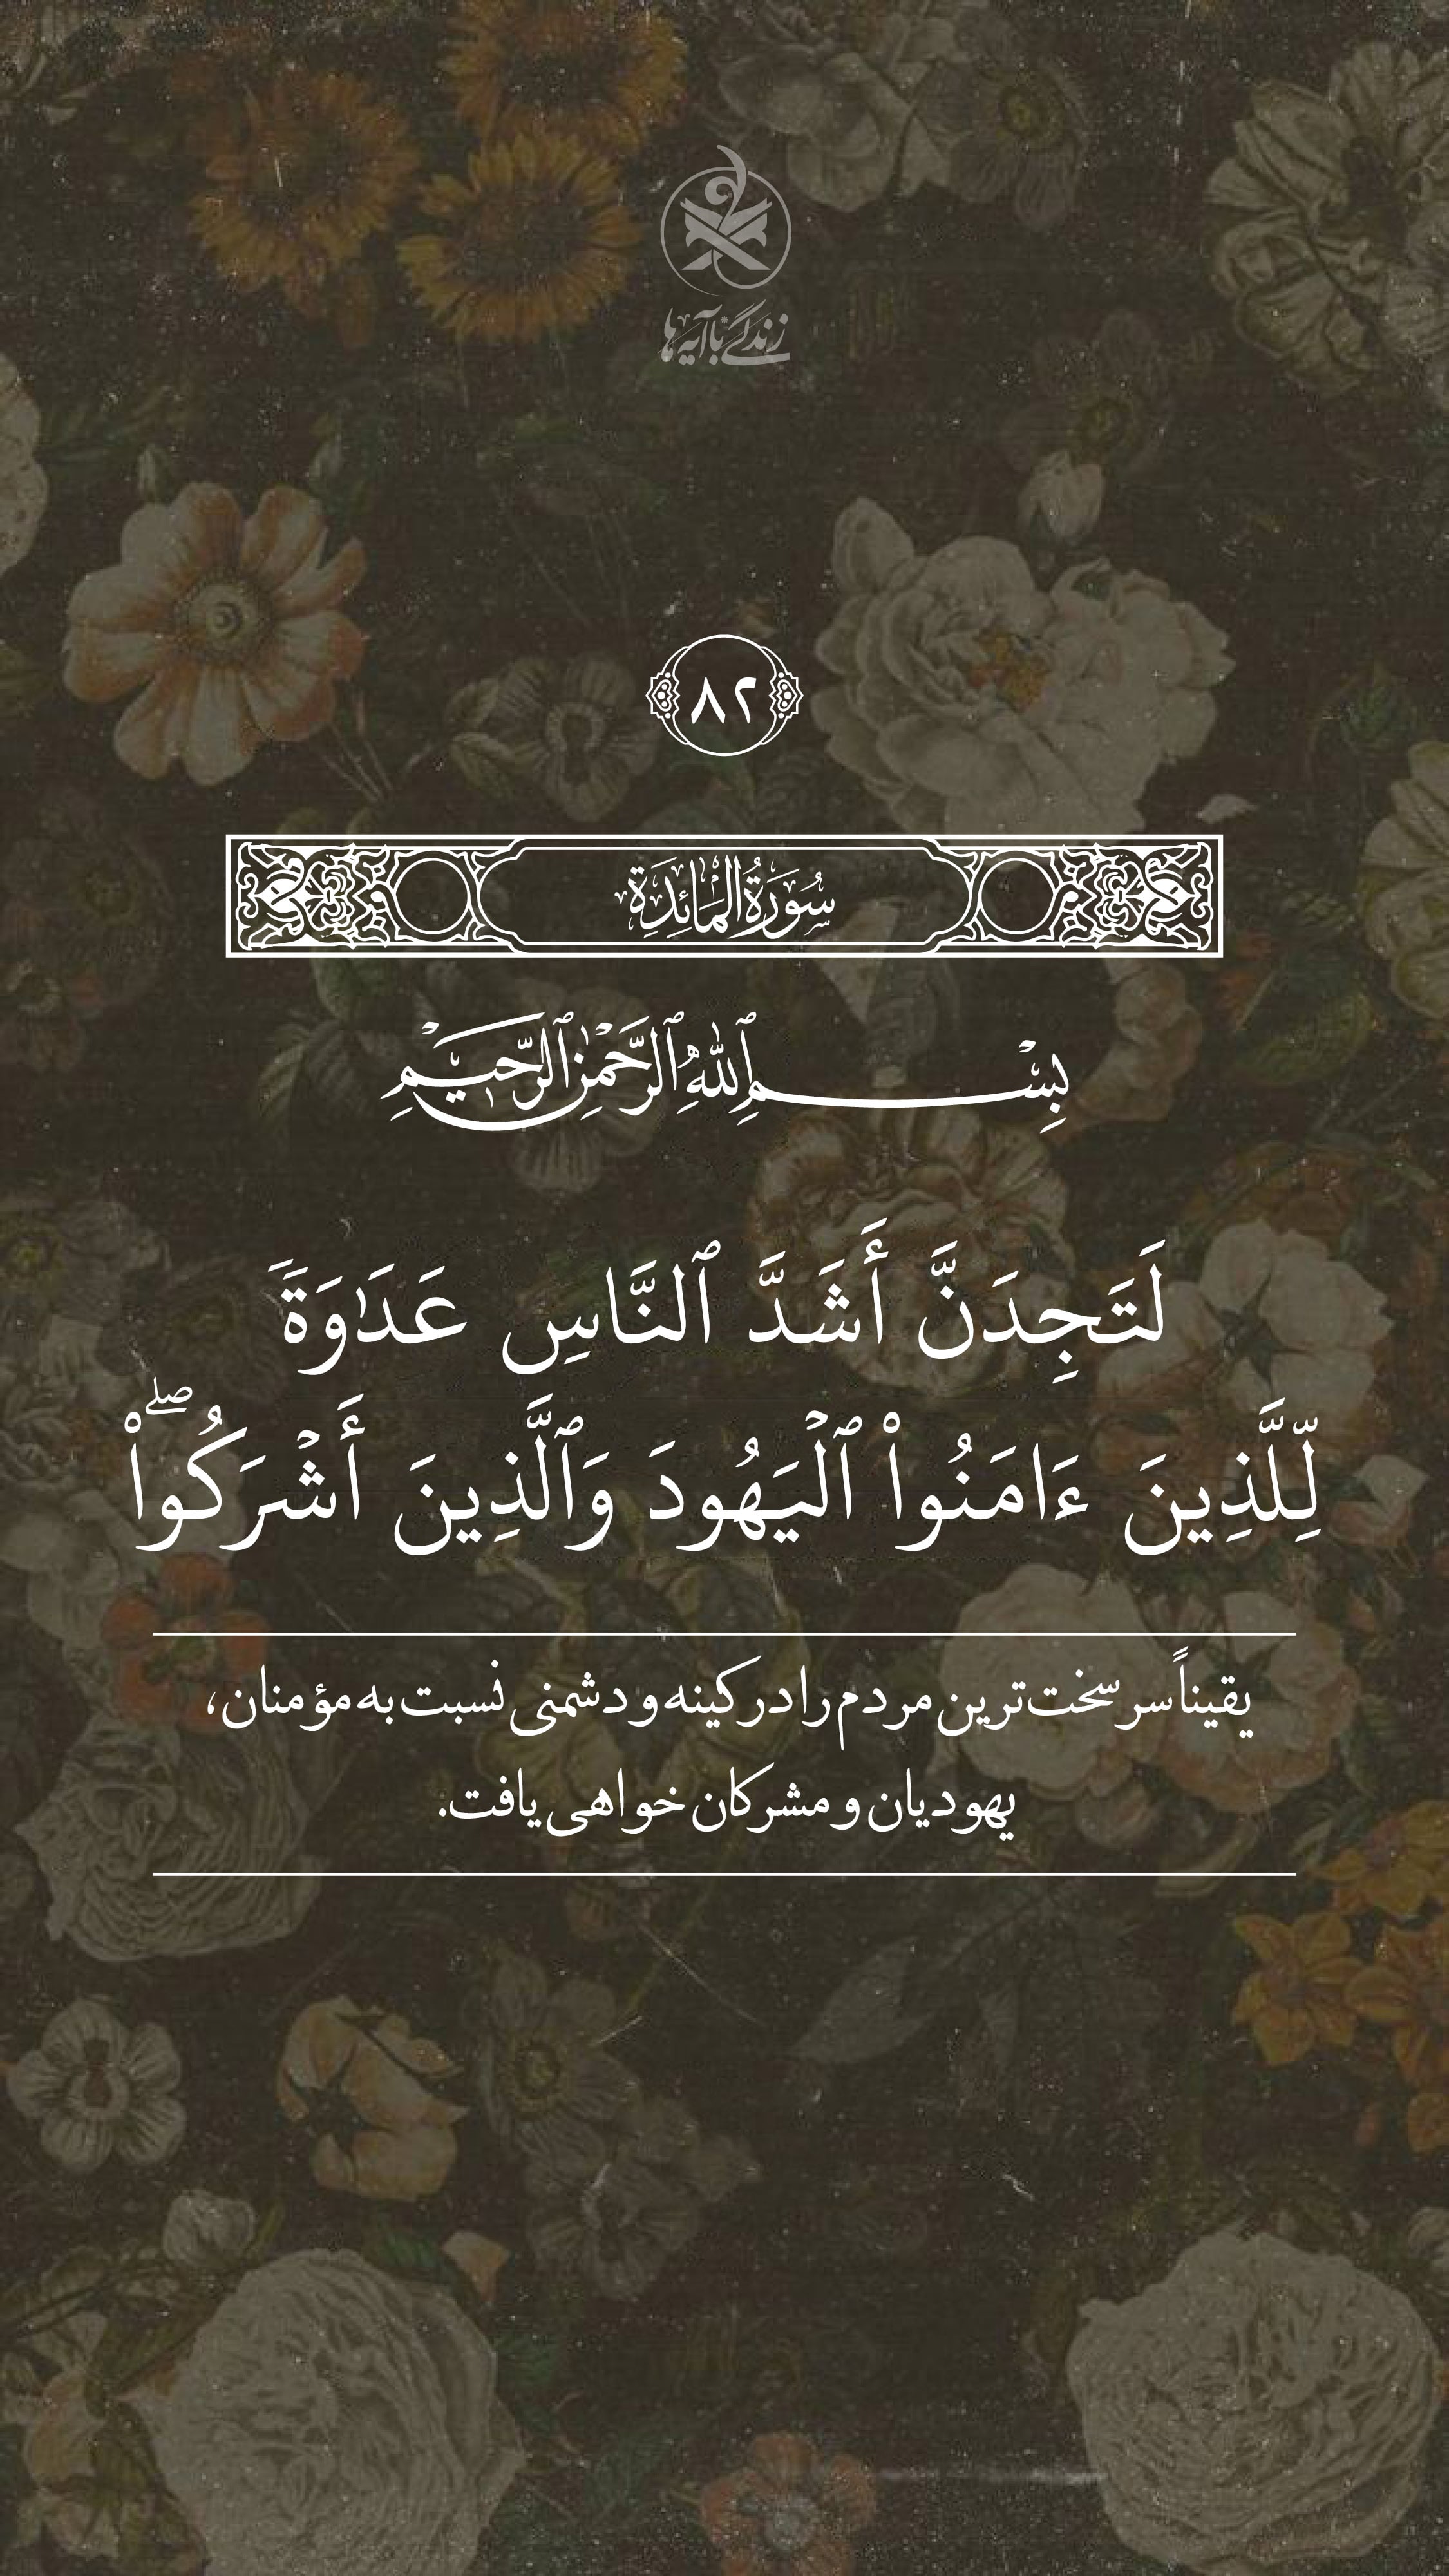 زندگی با آیه‌ها
۸۲
سُورَةُ المَائِدَةِ
بِسْمِ ٱللَّهِ ٱلرَّحْمَٰنِ ٱلرَّحِيمِ
لَتَجِدَنَّ أَشَدَّ ٱلنَّاسِ عَدَٰوَةً
لِّلَّذِينَ ءَامَنُوا۟ ٱلْيَهُودَ وَٱلَّذِينَ أَشْرَكُوا۟ۖ
یقیناً سرسخت‌ترین مردم را در کینه و دشمنی نسبت به مؤمنان،
یهودیان و مشرکان خواهی یافت.